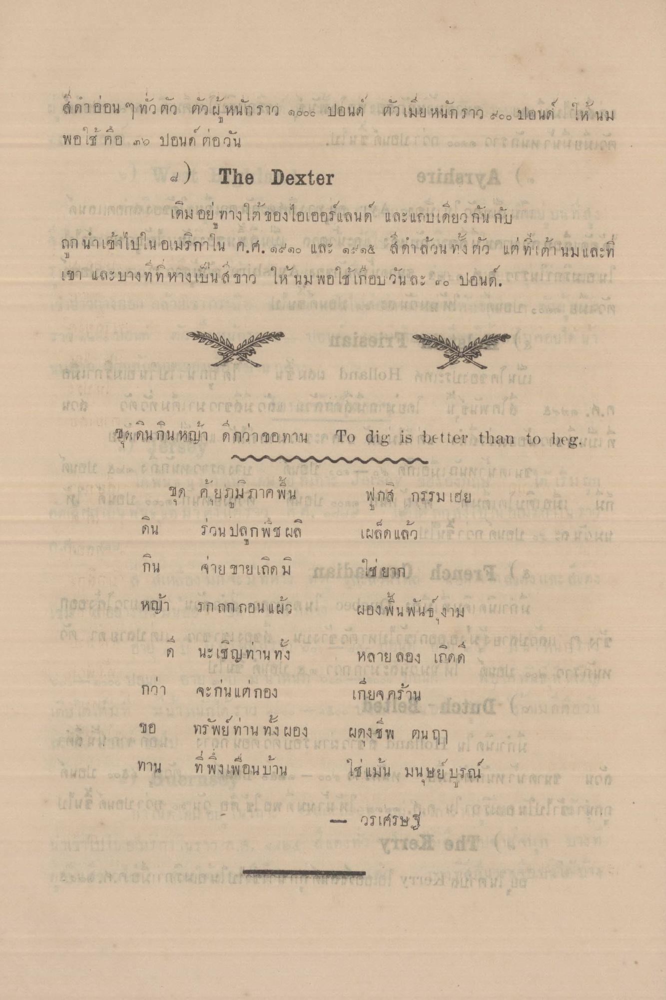 สีดำอ่อนๆทั่วตัว ตัวผู้หนักราว ๑๐๐๐ ปอนด์ ตัวเมียหนักราว ๙๐๐ ปอนด์ ให้นม
พอใช้ คือ ๓๖ ปอนด์ต่อวัน
๘) The Dexter
เดิมอยู่ทางใต้ของไอเออร์แลนด์ และแถบเดียวกันกับ
ถูกนำเข้าไปในอเมริกาใน ค.ศ. ๑๙๑๐ และ ๑๙๑๕ สีดำล้วนทั้งตัว แต่ที่เต้านมและที่
เขา และบางทีที่หางเป็นสีขาว ให้นมพอใช้เกือบวันละ ๓๐ ปอนด์.
ขุดดินกินหญ้า ดีกว่าขอทาน To dig is better than to beg.
ขุด คุ้ยภูมิภาคพื้น ฟูกสิ กรรมเฮย
ดิน ร่วนปลูกพืชผลิ เผล็ดแล้ว
กิน จ่ายขายเถิดมิ ใช่ยาก
หญ้า รกถกถอนแผ้ว ผองพื้นพันธุ์งาม
ดี นะเชิญท่านทั้ง หลายลอง เถิดดี
กว่า จะก่นแต่กอง เกียจคร้าน
ขอ ทรัพย์ท่านทั้งผอง ผดุงชีพ ตนฤๅ
ทาน ที่พึ่งเพื่อนบ้าน ใช่แม้น มนุษย์บูรณ์
— วรเศรษฐี